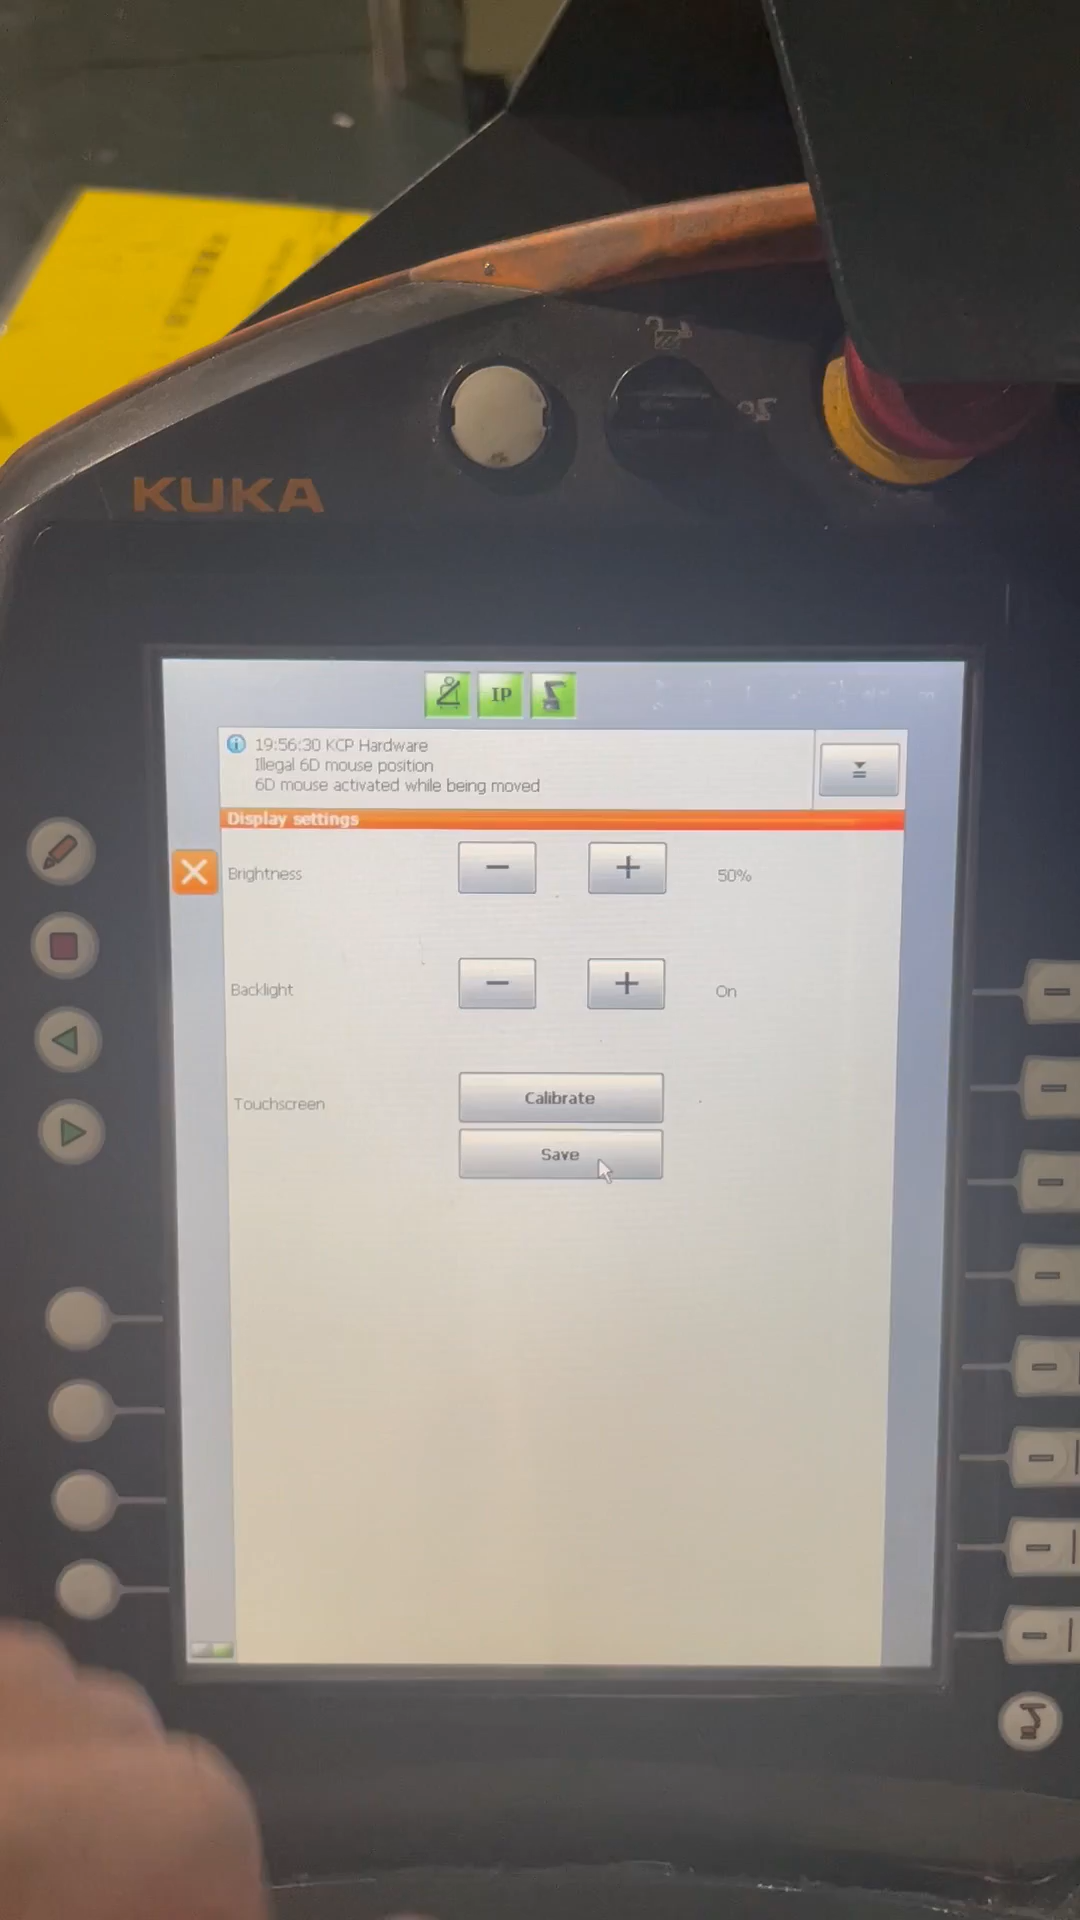 KUKA
IP
19:56:30 KCP Hardware
Illegal 6D mouse position
6D mouse activated while being moved
Display settings
Brightness
50%
Backlight
On
Touchscreen
Calibrate
Save